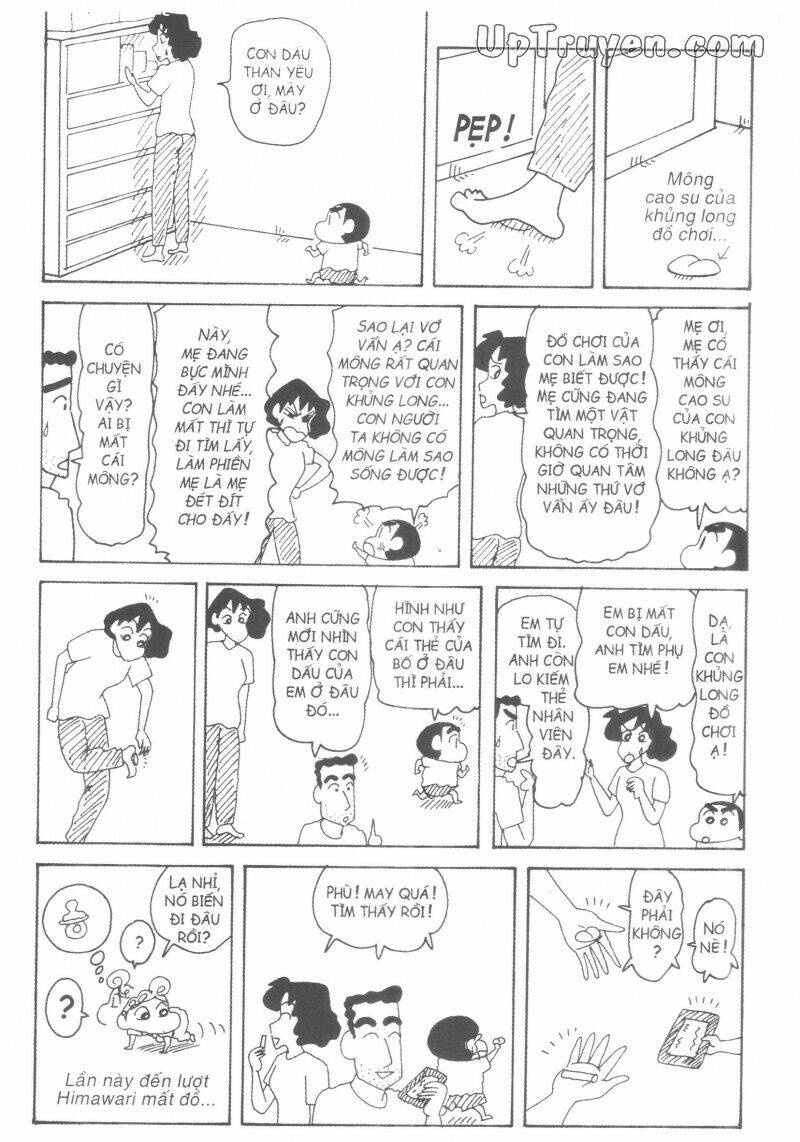 UpTruyen.com
Mông
cao su của
khủng long
đồ chơi...
PẸP!
CON DẤU
THÂN YÊU
ƠI, MÀY
Ở ĐÂU?
MẸ ƠI,
MẸ CÓ
THẤY CÁI
MÔNG
CAO SU
CỦA CON
KHỦNG
LONG ĐÂU
KHÔNG Ạ?
ĐỒ CHƠI CỦA
CON LÀM SAO
MẸ BIẾT ĐƯỢC!
MẸ CŨNG ĐANG
TÌM MỘT VẬT
QUAN TRỌNG,
KHÔNG CÓ THỜI
GIỜ QUAN TÂM
NHỮNG THỨ VỚ
VẨN ẤY ĐÂU!
SAO LẠI VỚ
VẨN Ạ? CÁI
MÔNG RẤT QUAN
TRỌNG VỚI CON
KHỦNG LONG...
CON NGƯỜI
TA KHÔNG CÓ
MÔNG LÀM SAO
SỐNG ĐƯỢC!
NÀY,
MẸ ĐANG
BỰC MÌNH
ĐẤY NHÉ...
CON LÀM
MẤT THÌ TỰ
ĐI TÌM LẤY,
LÀM PHIỀN
MẸ LÀ MẸ
ĐÉT ĐÍT
CHO ĐẤY!
CÓ
CHUYỆN
GÌ
VẬY?
AI BỊ
MẤT
CÁI
MÔNG?
DẠ,
LÀ
CON
KHỦNG
LONG
ĐỒ
CHƠI
Ạ!
EM BỊ MẤT
CON DẤU,
ANH TÌM PHỤ
EM NHÉ!
EM TỰ
TÌM ĐI.
ANH CÒN
LO KIẾM
THẺ
NHÂN
VIÊN
ĐÂY.
HÌNH NHƯ
CON THẤY
CÁI THẺ CỦA
BỐ Ở ĐÂU
THÌ PHẢI...
ANH CŨNG
MỚI NHÌN
THẤY CON
DẤU CỦA
EM Ở ĐÂU
ĐÓ...
NÓ
NÈ!
ĐÂY
PHẢI
KHÔNG
?
PHÙ! MAY QUÁ!
TÌM THẤY RỒI!
LẠ NHỈ,
NÓ BIẾN
ĐI ĐÂU
RỒI?
?
?
Lần này đến lượt
Himawari mất đồ...